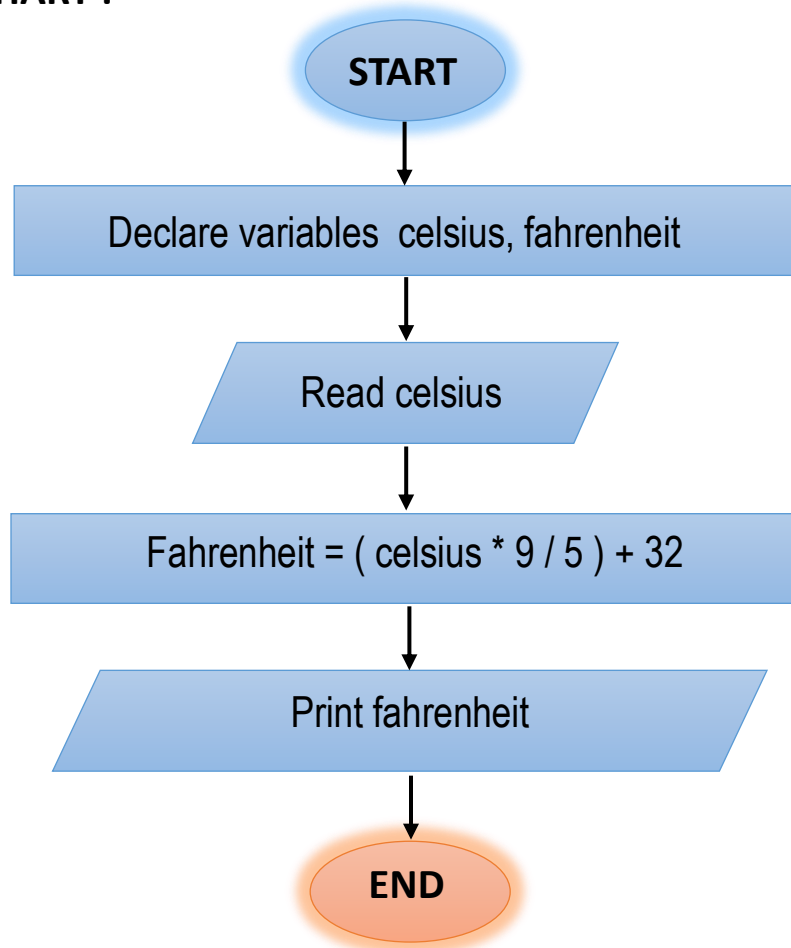 START
Declare variables celsius, fahrenheit
Read celsius
Fahrenheit = ( celsius * 9 / 5 ) + 32
Print fahrenheit
END